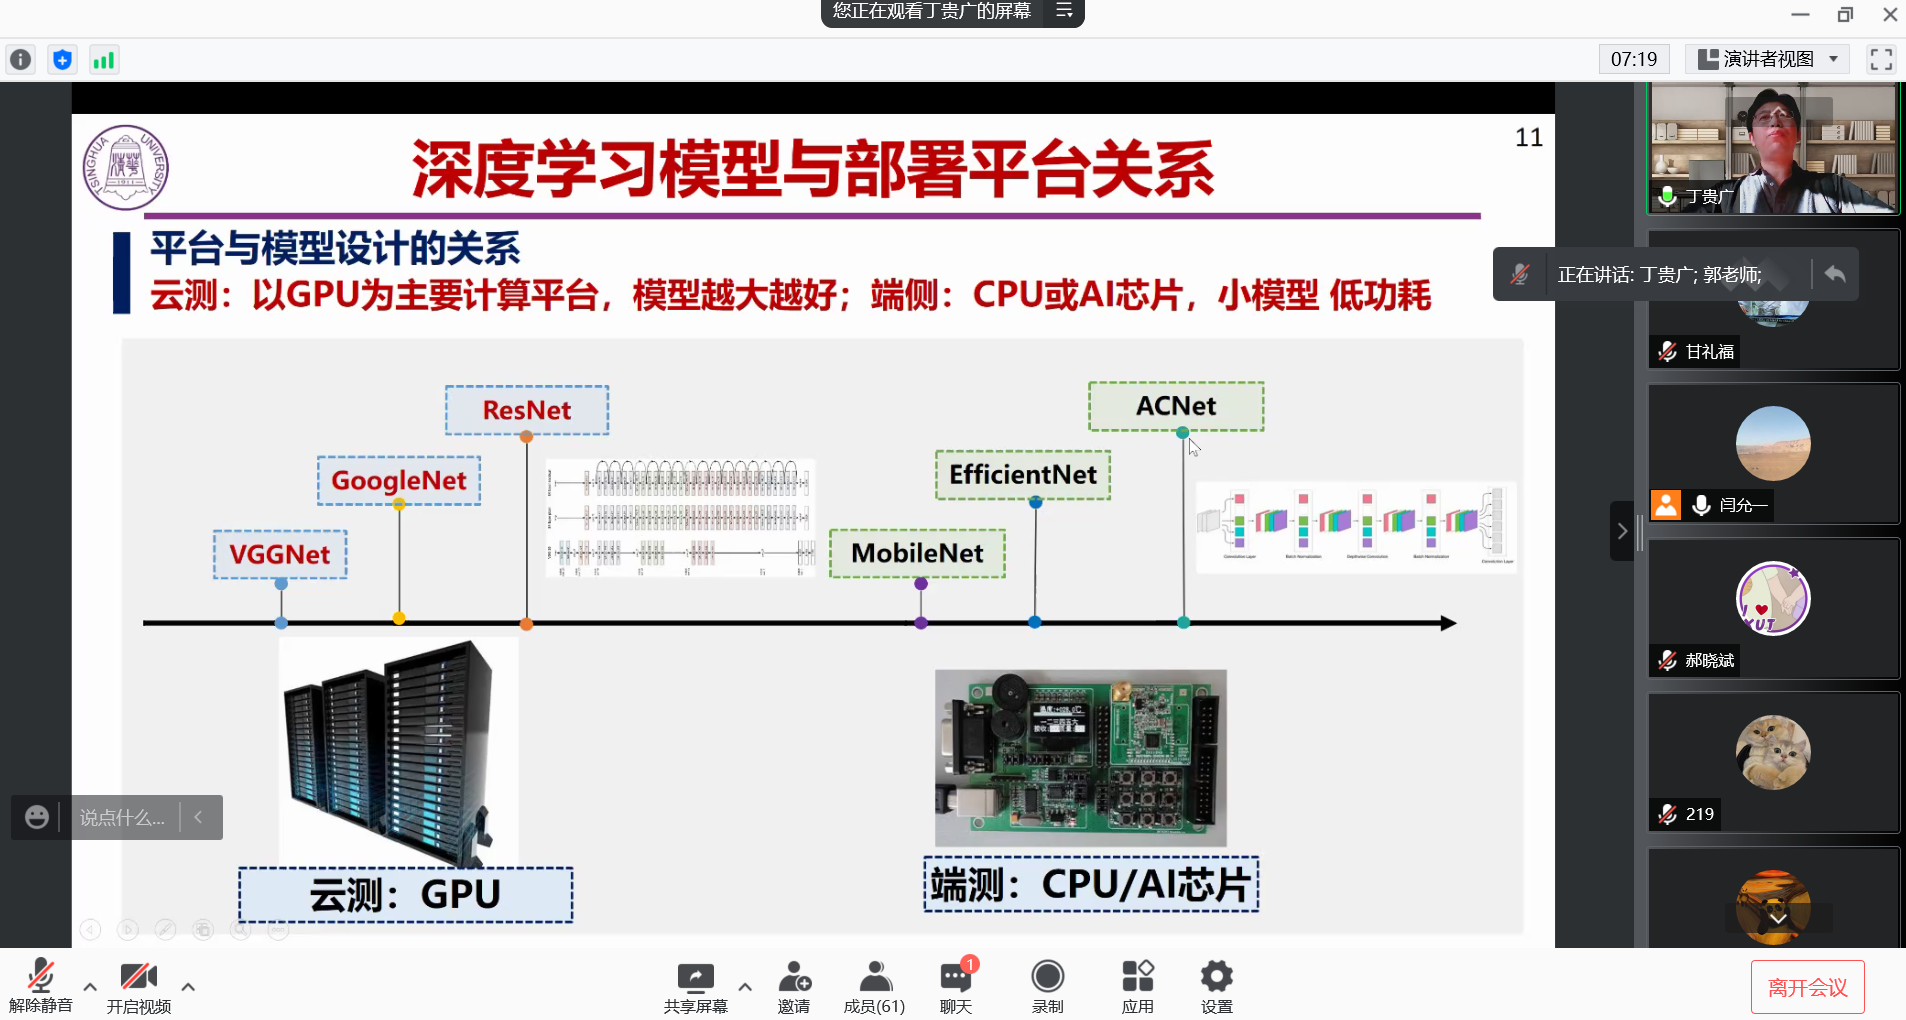 您正在观看丁贵广的屏幕
07:19
演讲者视图
TSINGHUA UNIVERSITY
1911
深度学习模型与部署平台关系
11
平台与模型设计的关系
云测：以GPU为主要计算平台，模型越大越好；端侧：CPU或AI芯片，小模型 低功耗
ResNet
GoogleNet
VGGNet
ACNet
EfficientNet
MobileNet
云测：GPU
端测：CPU/AI芯片
丁贵广
正在讲话: 丁贵广; 郭老师;
甘礼福
闫允一
郝晓斌
219
说点什么...
解除静音
开启视频
共享屏幕
邀请
成员(61)
聊天
1
录制
应用
设置
离开会议